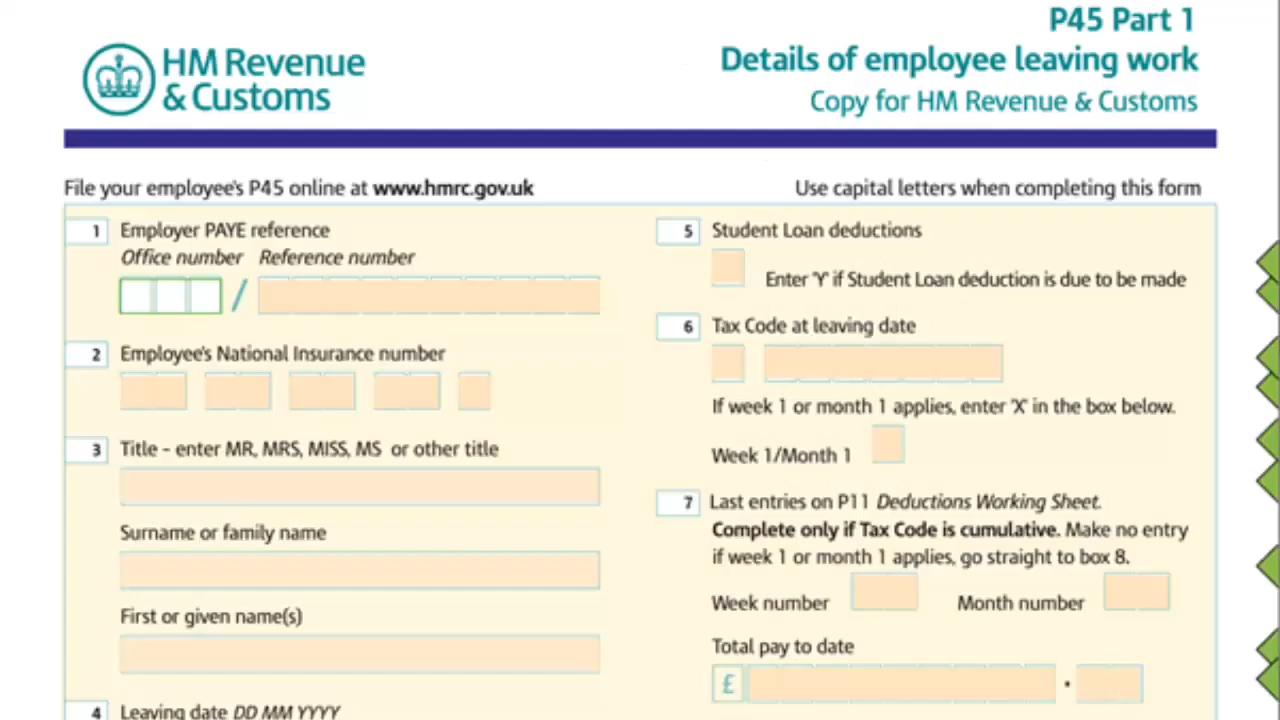 P45 Part 1
Details of employee leaving work
Copy for HM Revenue & Customs
HM Revenue
& Customs
File your employee's P45 online at www.hmrc.gov.uk
Use capital letters when completing this form
1 Employer PAYE reference
Office number Reference number
/
2 Employee's National Insurance number
3 Title – enter MR, MRS, MISS, MS or other title
Surname or family name
First or given name(s)
4 Leaving date DD MM YYYY
5 Student Loan deductions
Enter 'Y' if Student Loan deduction is due to be made
6 Tax Code at leaving date
If week 1 or month 1 applies, enter 'X' in the box below.
Week 1/Month 1
7 Last entries on P11 Deductions Working Sheet.
Complete only if Tax Code is cumulative. Make no entry
if week 1 or month 1 applies, go straight to box 8.
Week number Month number
Total pay to date
£ .